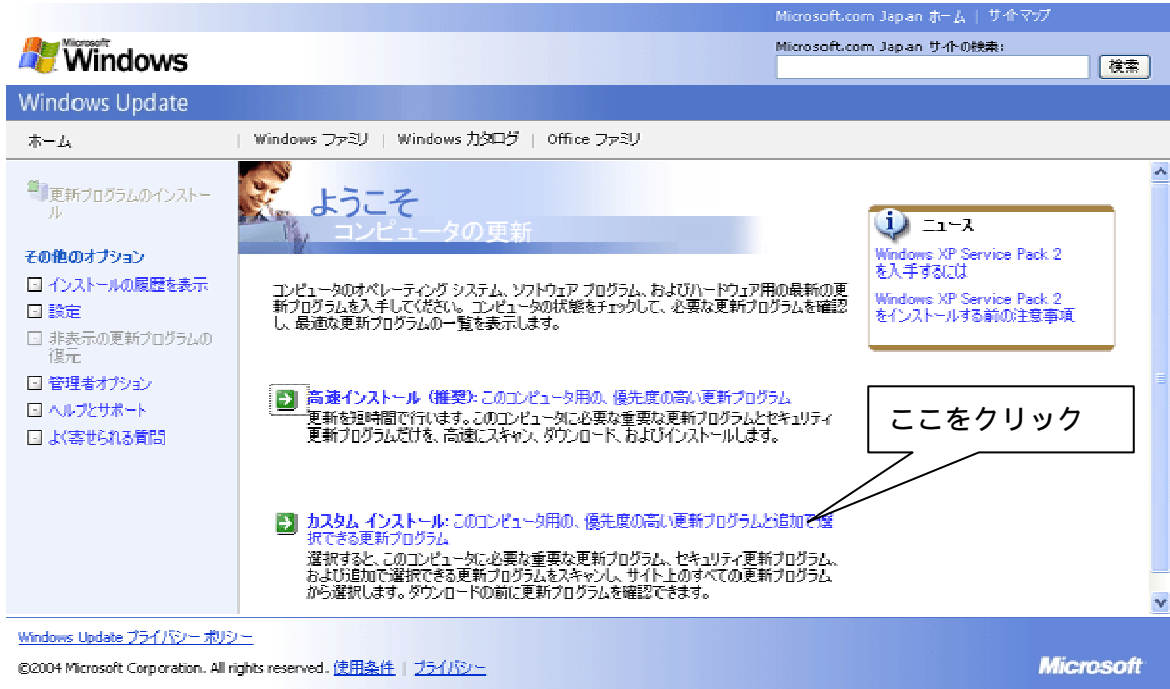 Microsoft.com Japan ホーム | サイトマップ
Microsoft
Windows
Microsoft.com Japan サイトの検索:
検索
Windows Update
ホーム | Windows ファミリ | Windows カタログ | Office ファミリ
更新プログラムのインストー
ル
その他のオプション
インストールの履歴を表示
設定
非表示の更新プログラムの
復元
管理者オプション
ヘルプとサポート
よく寄せられる質問
ようこそ
コンピュータの更新
コンピュータのオペレーティング システム、ソフトウェア プログラム、およびハードウェア用の最新の更
新プログラムを入手してください。コンピュータの状態をチェックして、必要な更新プログラムを確認
し、最適な更新プログラムの一覧を表示します。
高速インストール (推奨): このコンピュータ用の、優先度の高い更新プログラム
更新を短時間で行います。このコンピュータに必要な重要な更新プログラムとセキュリティ
更新プログラムだけを、高速にスキャン、ダウンロード、およびインストールします。
カスタム インストール: このコンピュータ用の、優先度の高い更新プログラムと追加で選
択できる更新プログラム
選択すると、このコンピュータに必要な重要な更新プログラム、セキュリティ更新プログラム、
および追加で選択できる更新プログラムをスキャンし、サイト上のすべての更新プログラム
から選択します。ダウンロードの前に更新プログラムを確認できます。
ニュース
Windows XP Service Pack 2
を入手するには
Windows XP Service Pack 2
をインストールする前の注意事項
ここをクリック
Windows Update プライバシー ポリシー
©2004 Microsoft Corporation. All rights reserved. 使用条件 | プライバシー
Microsoft